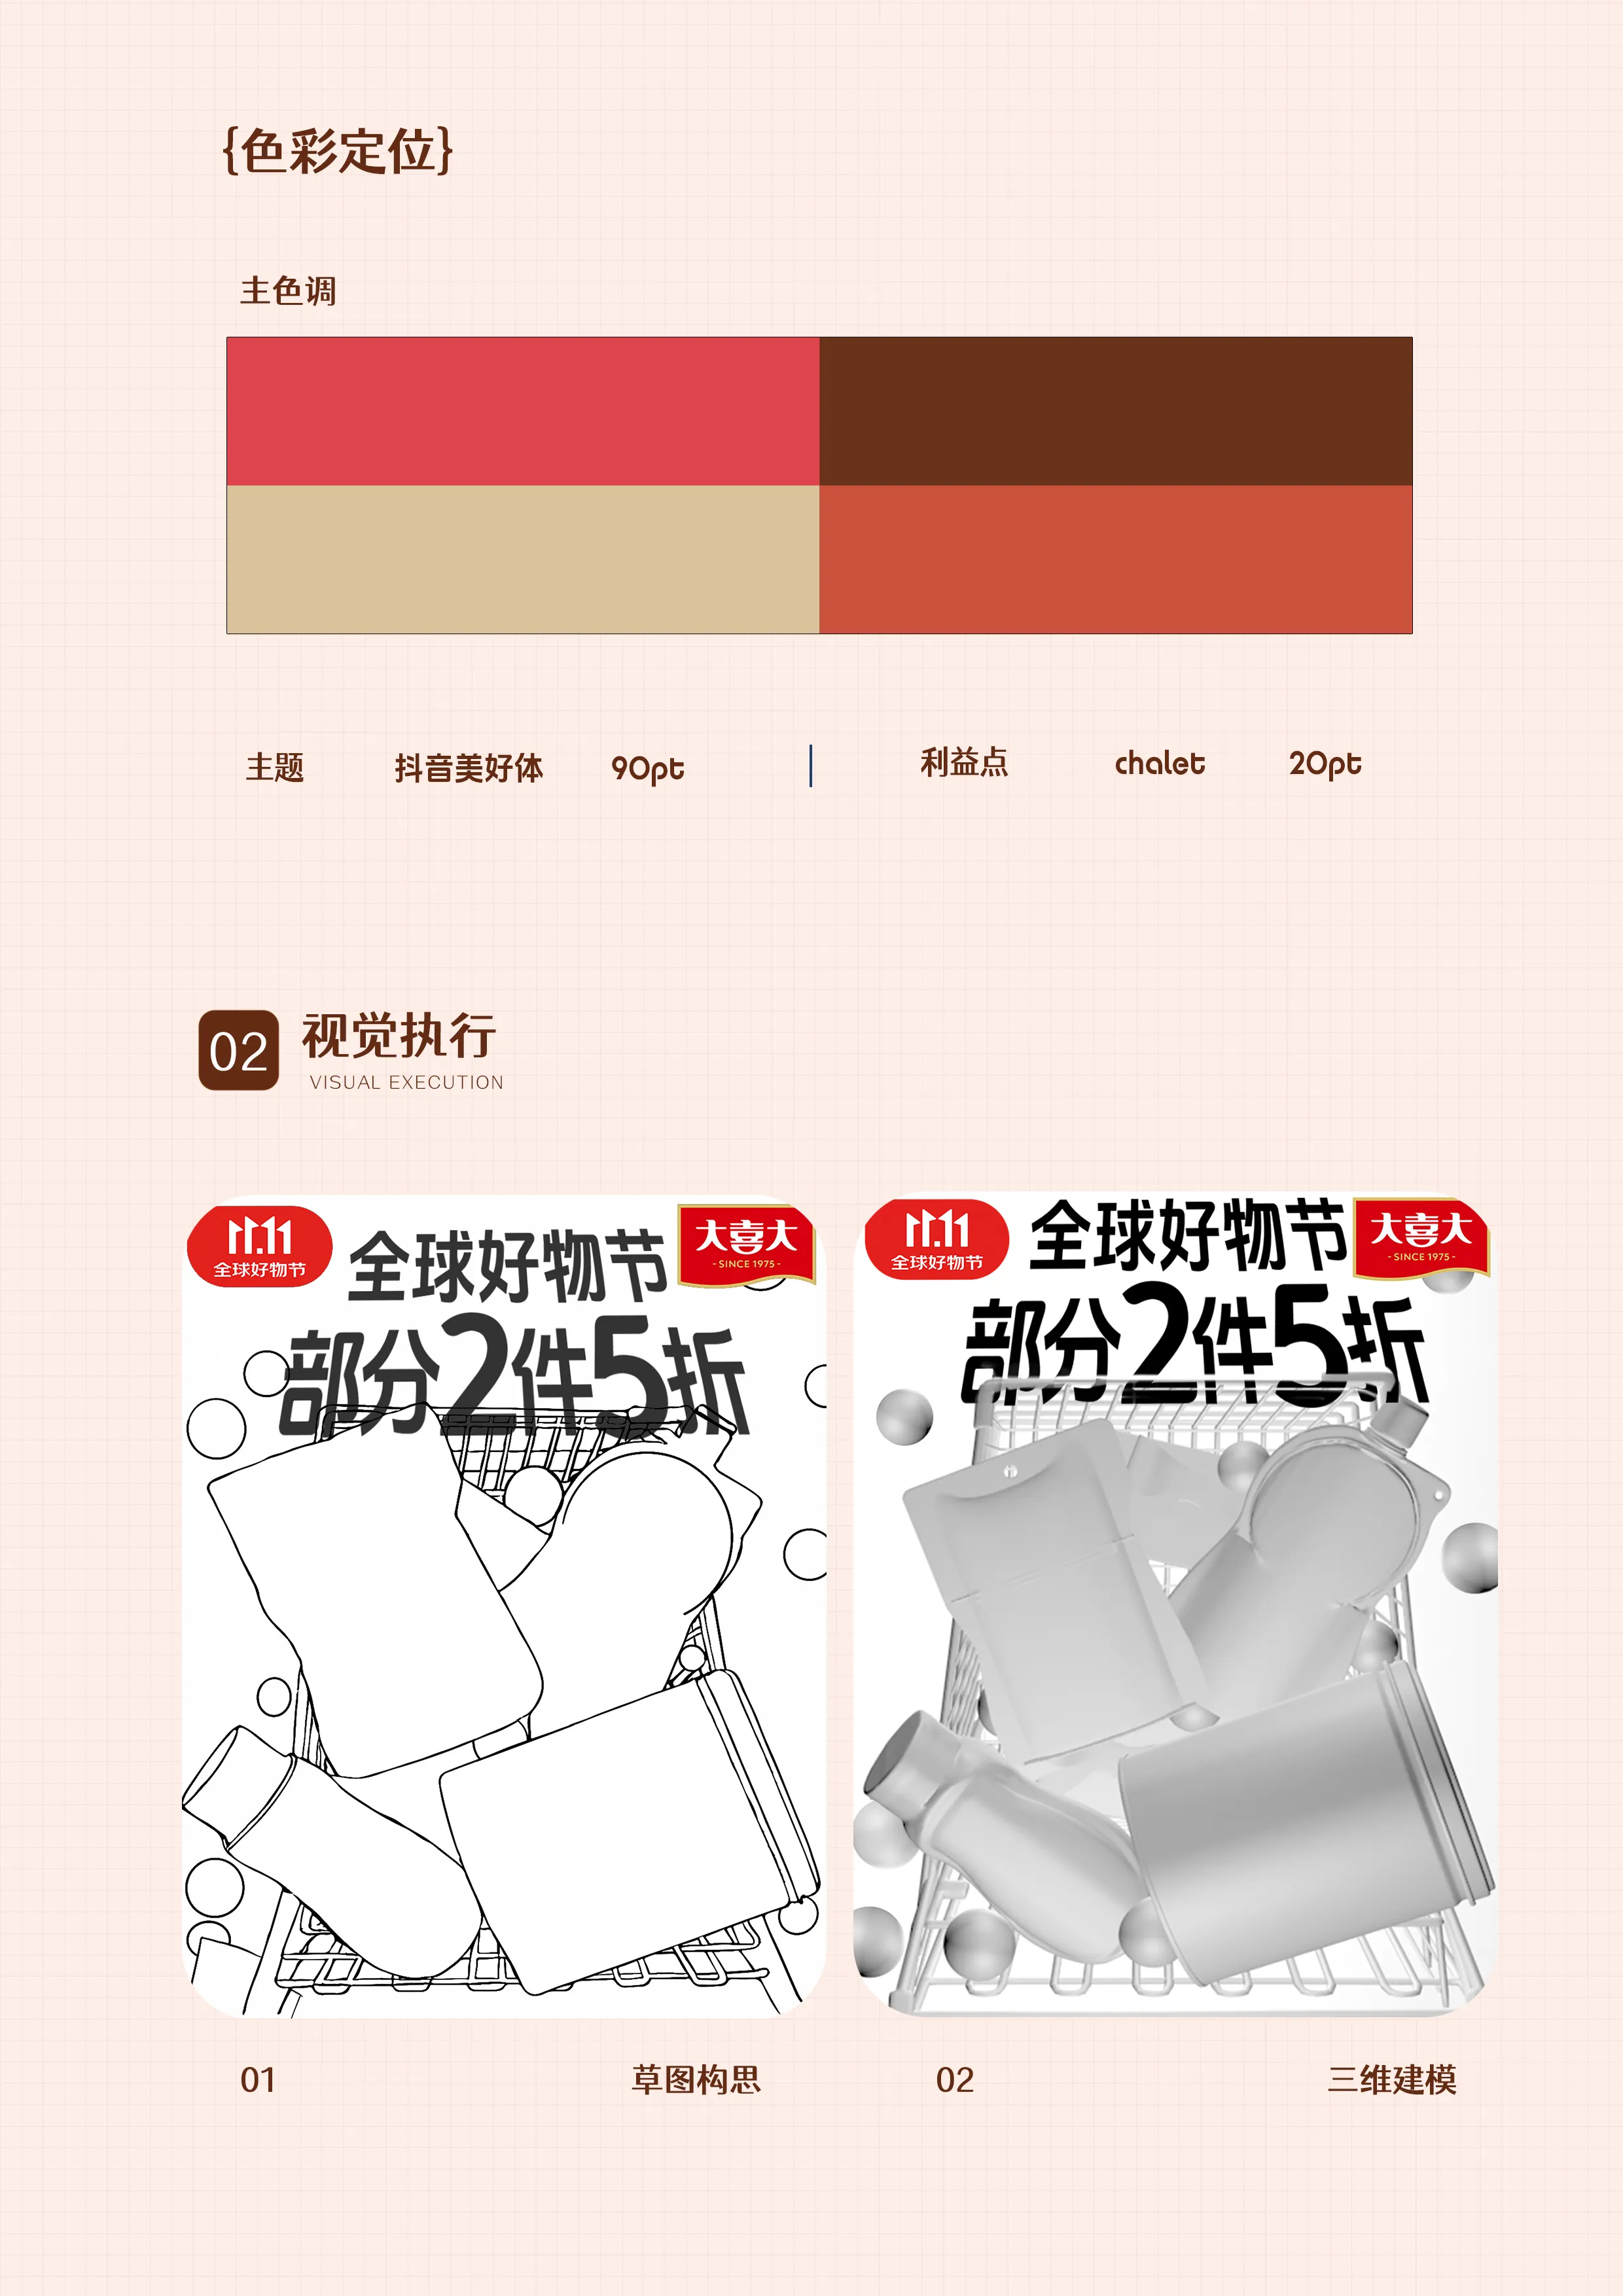 {色彩定位}
主色调
主题 抖音美好体 90pt
利益点 chalet 20pt
02
视觉执行
VISUAL EXECUTION
11.11
全球好物节
全球好物节
大喜大
-SINCE 1975-
部分2件5折
11.11
全球好物节
全球好物节
大喜大
-SINCE 1975-
部分2件5折
01 草图构思
02 三维建模